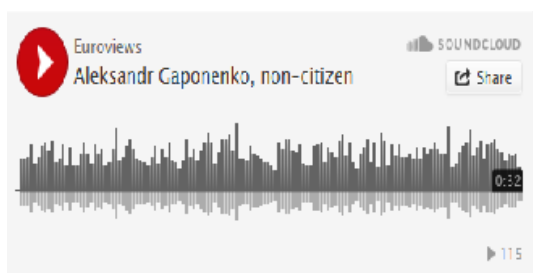 Euroviews
SOUNDCLOUD
Aleksandr Gaponenko, non-citizen
Share
0:32
115